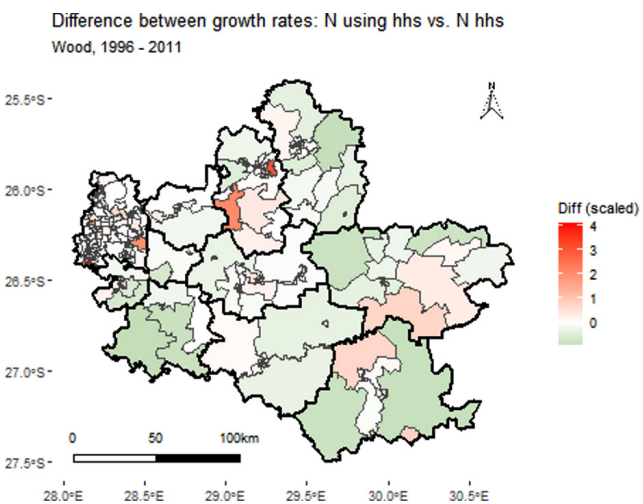 Difference between growth rates: N using hhs vs. N hhs
Wood, 1996 - 2011
N
25.5°S
26.0°S
26.5°S
27.0°S
27.5°S
Diff (scaled)
4
3
2
1
0
0 50 100km
28.0°E 28.5°E 29.0°E 29.5°E 30.0°E 30.5°E